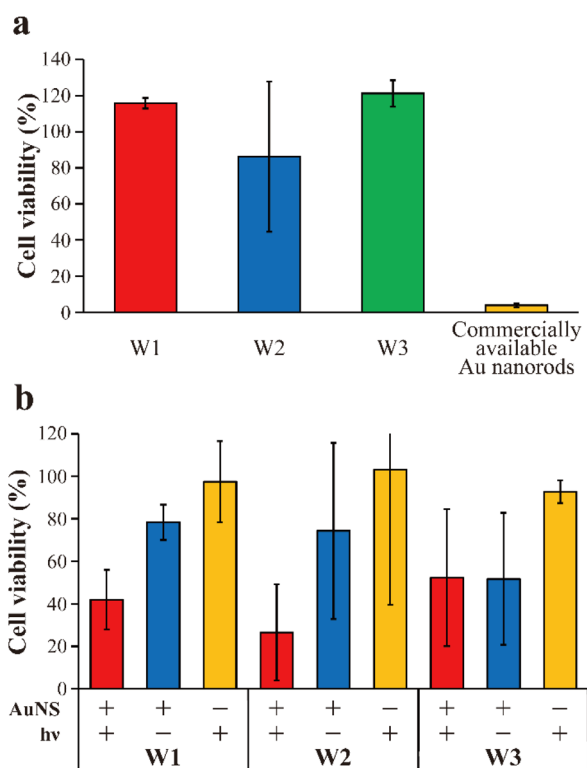 a
Cell viability (%)
140
120
100
80
60
40
20
0
W1 W2 W3 Commercially
available
Au nanorods
b
Cell viability (%)
120
100
80
60
40
20
0
AuNS + + − + + − + + −
hν + − + + − + + − +
W1 W2 W3